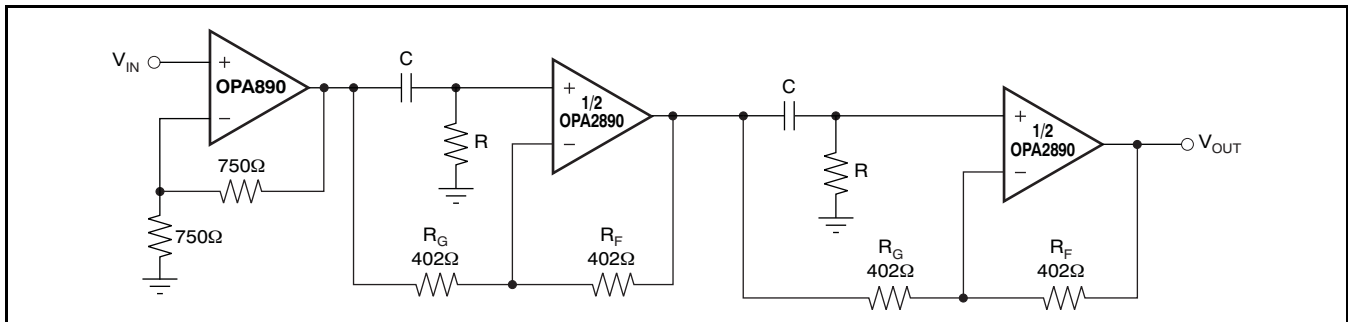 V_IN
+
OPA890
−
750Ω
750Ω
C
R
+
1/2
OPA2890
−
R_G
402Ω
R_F
402Ω
C
R
+
1/2
OPA2890
−
V_OUT
R_G
402Ω
R_F
402Ω